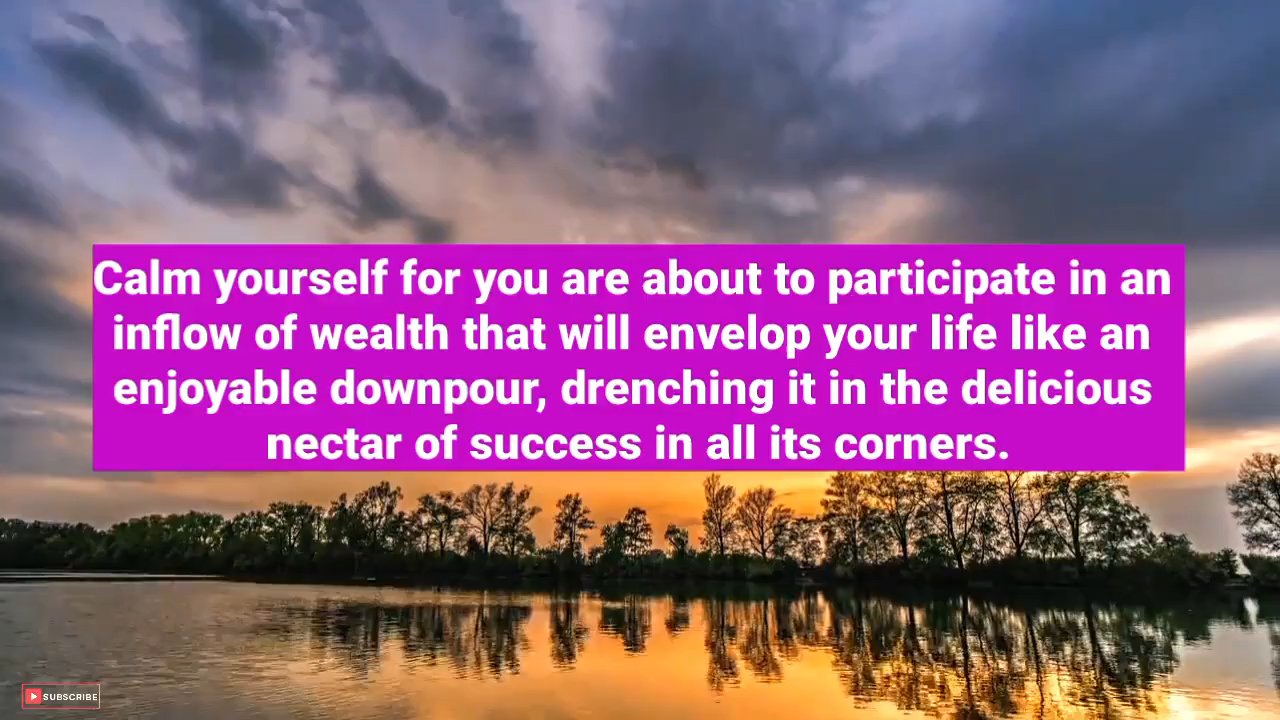 Calm yourself for you are about to participate in an
inflow of wealth that will envelop your life like an
enjoyable downpour, drenching it in the delicious
nectar of success in all its corners.
SUBSCRIBE